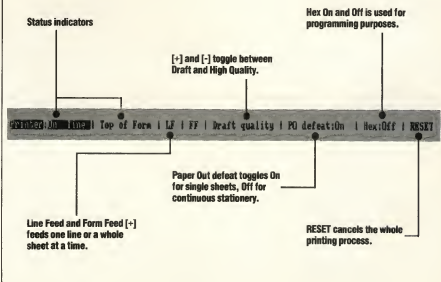 Status indicators
Hex On and Off is used for
programming purposes.
[+] and [-] toggle between
Draft and High Quality.
Printer:On line | Top of Form | LF | FF | Draft quality | PO defeat:On | Hex:Off | RESET
Paper Out defeat toggles On
for single sheets, Off for
continuous stationery.
Line Feed and Form Feed [+]
feeds one line or a whole
sheet at a time.
RESET cancels the whole
printing process.